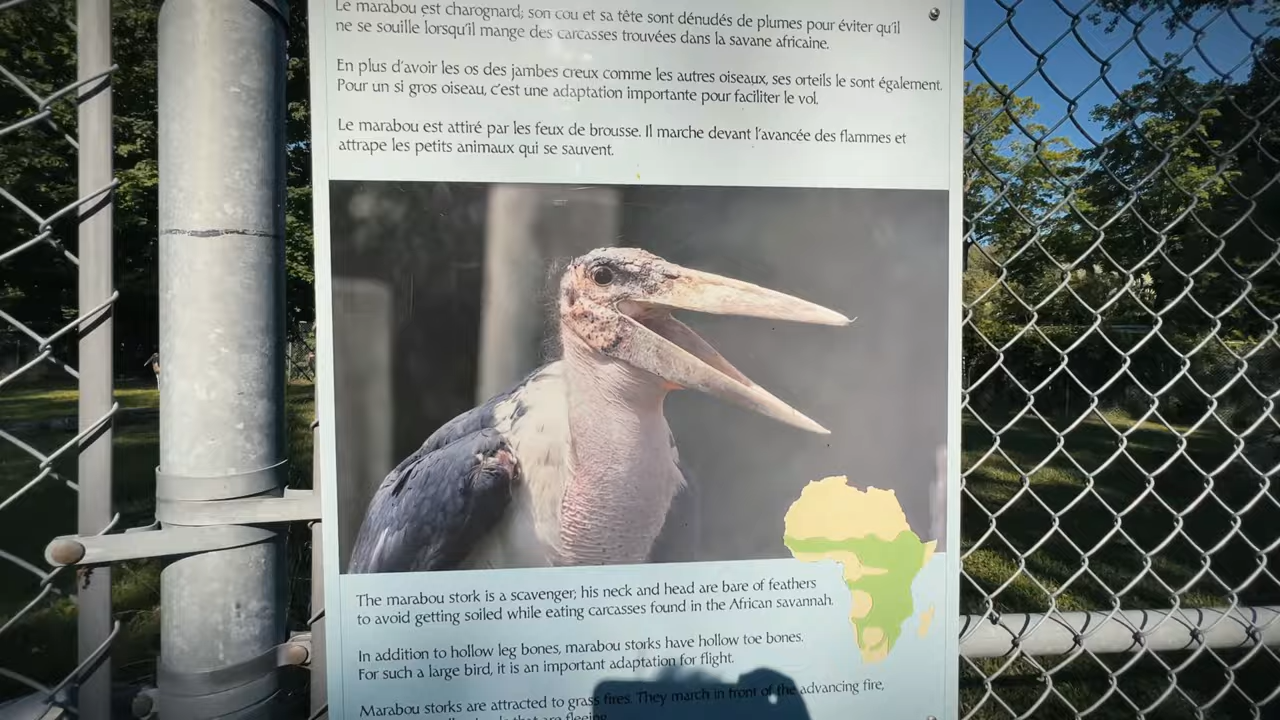 Le marabou est charognard; son cou et sa tête sont dénudés de plumes pour éviter qu'il
ne se souille lorsqu'il mange des carcasses trouvées dans la savane africaine.
En plus d'avoir les os des jambes creux comme les autres oiseaux, ses orteils le sont également.
Pour un si gros oiseau, c'est une adaptation importante pour faciliter le vol.
Le marabou est attiré par les feux de brousse. Il marche devant l'avancée des flammes et
attrape les petits animaux qui se sauvent.
The marabou stork is a scavenger; his neck and head are bare of feathers
to avoid getting soiled while eating carcasses found in the African savannah.
In addition to hollow leg bones, marabou storks have hollow toe bones.
For such a large bird, it is an important adaptation for flight.
Marabou storks are attracted to grass fires. They march in front of the advancing fire,
that are fleeing.